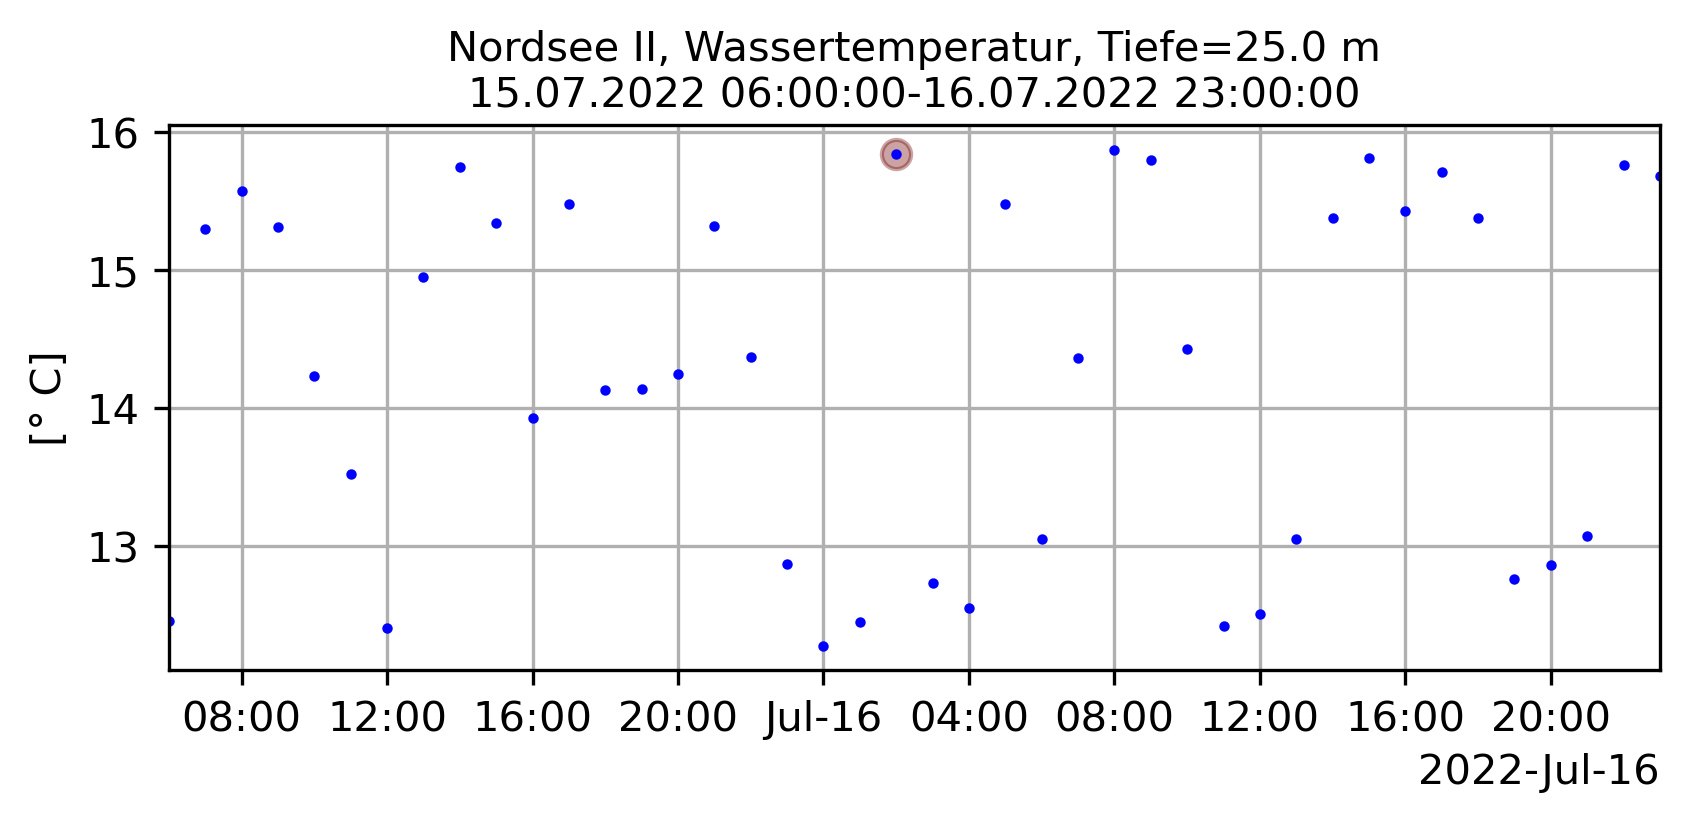 Nordsee II, Wassertemperatur, Tiefe=25.0 m
15.07.2022 06:00:00-16.07.2022 23:00:00
16
15
14
13
[° C]
08:00 12:00 16:00 20:00 Jul-16 04:00 08:00 12:00 16:00 20:00
2022-Jul-16